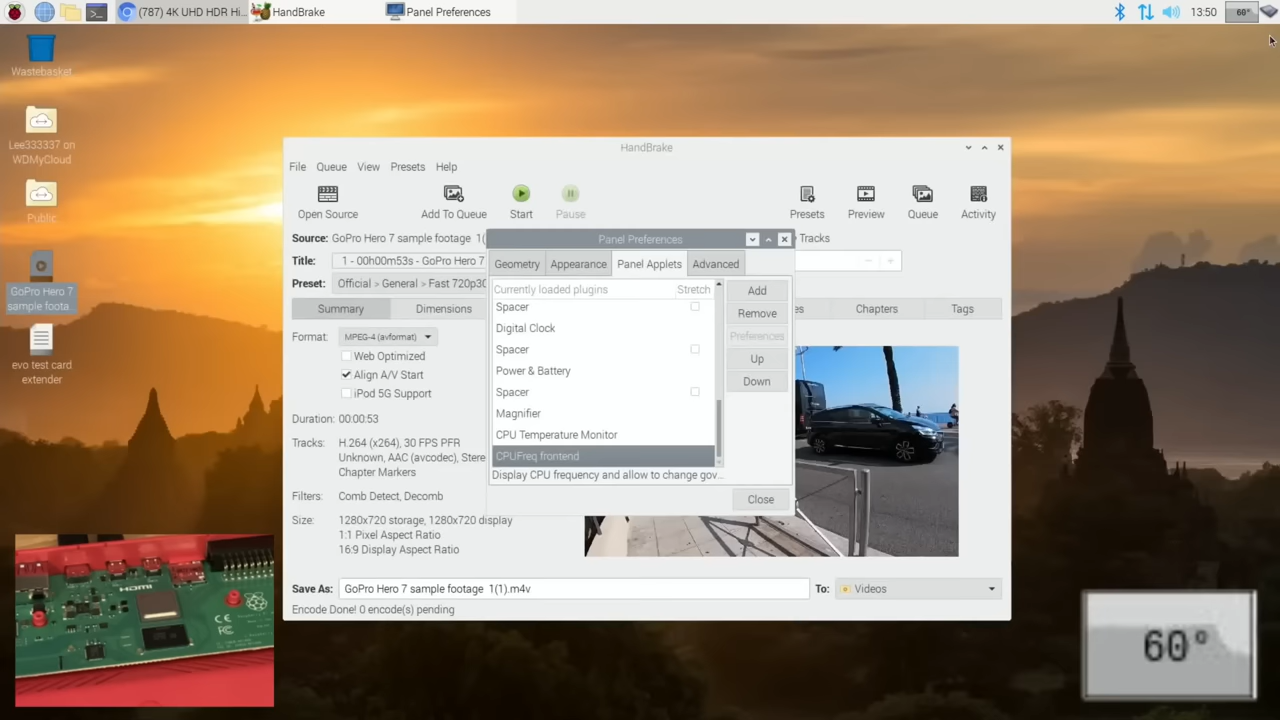 (787) 4K UHD HDR Hi...
HandBrake
Panel Preferences
13:50
60°
Wastebasket
Lee333337 on
WDMyCloud
Public
GoPro Hero 7
sample foota...
evo test card
extender
HandBrake
File Queue View Presets Help
Open Source
Add To Queue
Start
Pause
Presets
Preview
Queue
Activity
Source: GoPro Hero 7 sample footage 1(
Tracks
Title: 1 - 00h00m53s - GoPro Hero 7
Preset: Official > General > Fast 720p30
Summary
Dimensions
es
Chapters
Tags
Format: MPEG-4 (avformat)
Web Optimized
Align A/V Start
iPod 5G Support
Duration: 00:00:53
Tracks: H.264 (x264), 30 FPS PFR
Unknown, AAC (avcodec), Stere
Chapter Markers
Filters: Comb Detect, Decomb
Size: 1280x720 storage, 1280x720 display
1:1 Pixel Aspect Ratio
16:9 Display Aspect Ratio
Save As: GoPro Hero 7 sample footage 1(1).m4v
To: Videos
Encode Done! 0 encode(s) pending
Panel Preferences
Geometry Appearance Panel Applets Advanced
Currently loaded plugins Stretch
Spacer
Digital Clock
Spacer
Power & Battery
Spacer
Magnifier
CPU Temperature Monitor
CPUFreq frontend
Display CPU frequency and allow to change gov...
Add
Remove
Preferences
Up
Down
Close
HDMI
CE
FC
60°